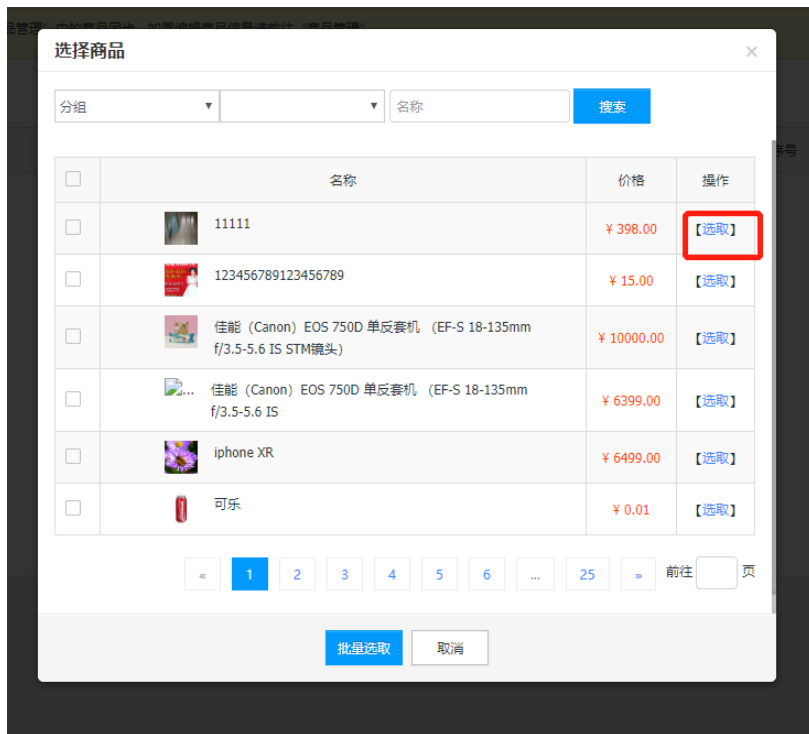 品管理"中的商品同步，如需编辑商品信息请前往"商品管理"
选择商品
×
分组 ▼ ▼ 名称 搜索
序号
名称 价格 操作
11111 ￥398.00 【选取】
123456789123456789 ￥15.00 【选取】
佳能（Canon）EOS 750D 单反套机 （EF-S 18-135mm
f/3.5-5.6 IS STM镜头） ￥10000.00 【选取】
... 佳能（Canon）EOS 750D 单反套机 （EF-S 18-135mm
f/3.5-5.6 IS ￥6399.00 【选取】
iphone XR ￥6499.00 【选取】
可乐 ￥0.01 【选取】
« 1 2 3 4 5 6 ... 25 » 前往 页
批量选取 取消